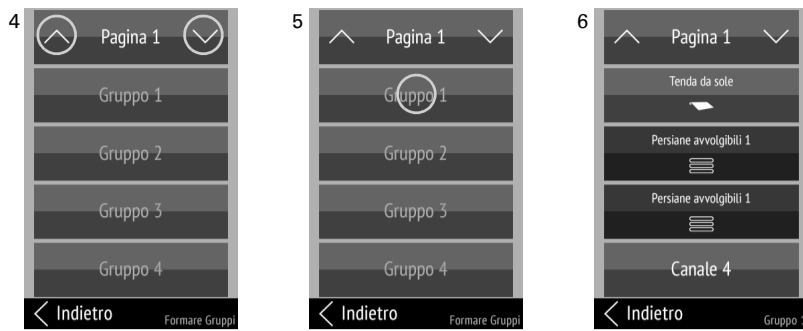 4
Pagina 1
Gruppo 1
Gruppo 2
Gruppo 3
Gruppo 4
Indietro
Formare Gruppi
5
Pagina 1
Gruppo 1
Gruppo 2
Gruppo 3
Gruppo 4
Indietro
Formare Gruppi
6
Pagina 1
Tenda da sole
Persiane avvolgibili 1
Persiane avvolgibili 1
Canale 4
Indietro
Gruppo